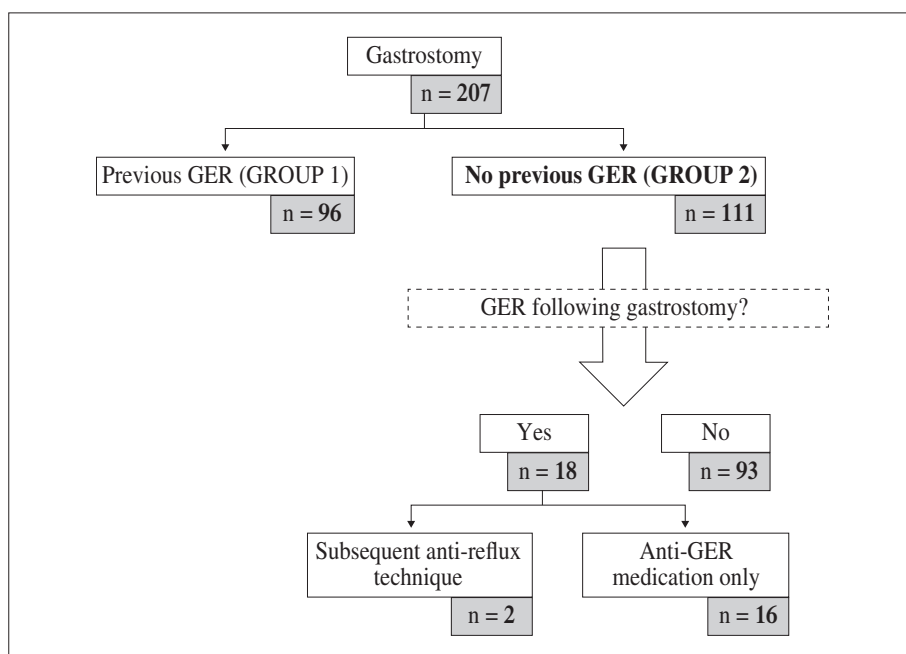 Gastrostomy
n = 207
Previous GER (GROUP 1)
n = 96
No previous GER (GROUP 2)
n = 111
GER following gastrostomy?
Yes
n = 18
No
n = 93
Subsequent anti-reflux
technique
n = 2
Anti-GER
medication only
n = 16